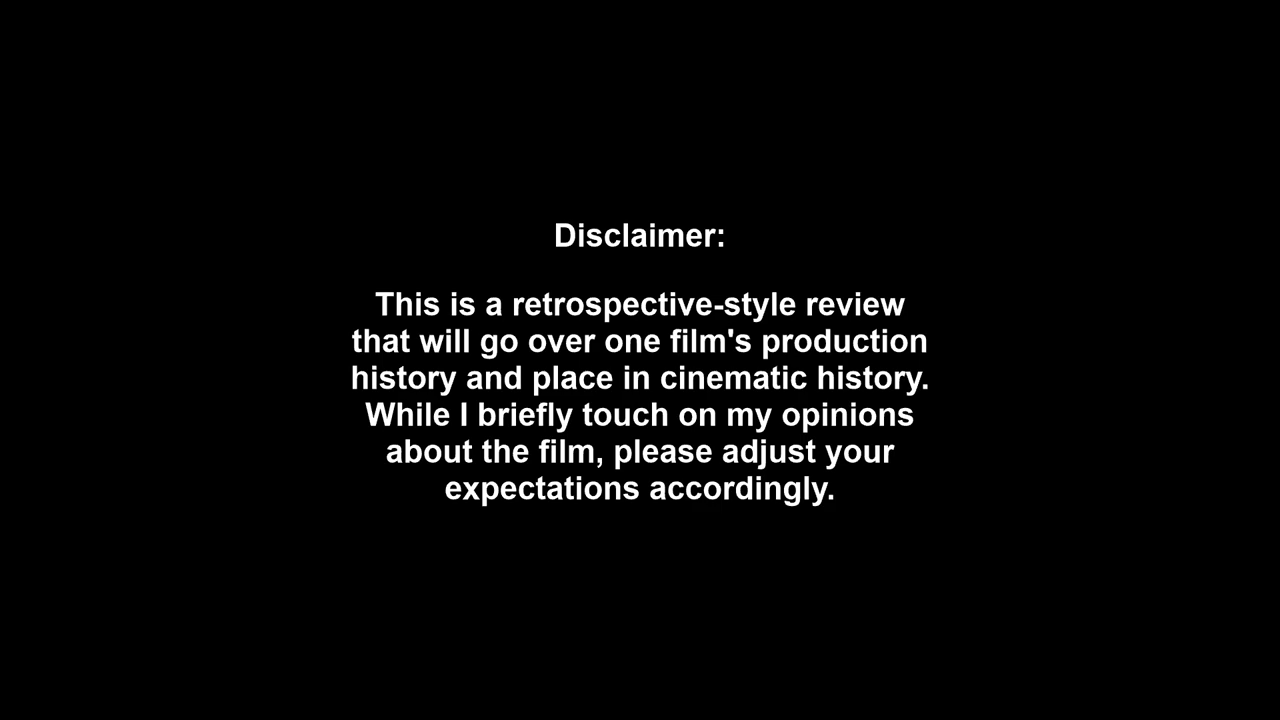 Disclaimer:
This is a retrospective-style review
that will go over one film's production
history and place in cinematic history.
While I briefly touch on my opinions
about the film, please adjust your
expectations accordingly.